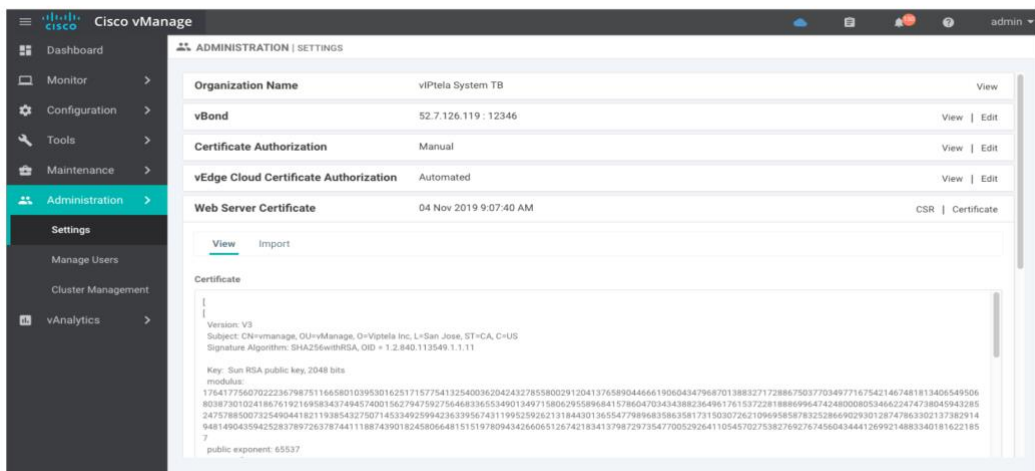 CISCO Cisco vManage
admin
Dashboard
Monitor
Configuration
Tools
Maintenance
Administration
Settings
Manage Users
Cluster Management
vAnalytics
ADMINISTRATION | SETTINGS
Organization Name vIPtela System TB View
vBond 52.7.126.119 : 12346 View | Edit
Certificate Authorization Manual View | Edit
vEdge Cloud Certificate Authorization Automated View | Edit
Web Server Certificate 04 Nov 2019 9:07:40 AM CSR | Certificate
View Import
Certificate
[
[
Version: V3
Subject: CN=vmanage, OU=vManage, O=Viptela Inc, L=San Jose, ST=CA, C=US
Signature Algorithm: SHA256withRSA, OID = 1.2.840.113549.1.1.11
Key: Sun RSA public key, 2048 bits
modulus:
7
public exponent: 65537